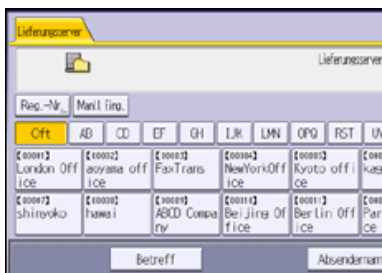 Lieferungsserver
Lieferungsserver
Reg.-Nr. Manll Eing.
Oft AB CD EF GH IJK LMN OPQ RST
[00001] [00002] [00003] [00004] [00005]
London Off aoyama off FaxTrans NewYorkOff Kyoto offi
ice ice ice ce
[00007] [00008] [00009] [00010] [00011]
shinyoko hawai ABCD Compa Beijing Of Berlin Off
ny fice ice
Betreff Absendernam